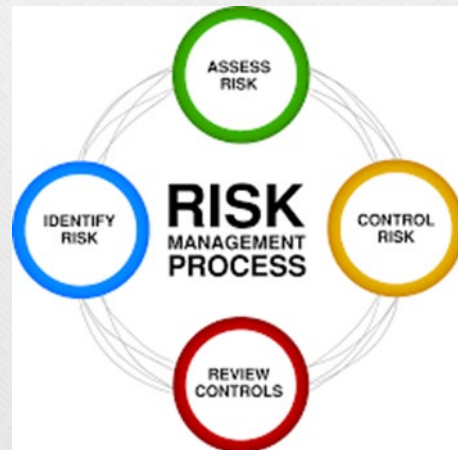 ASSESS
RISK
IDENTIFY
RISK
RISK
MANAGEMENT
PROCESS
CONTROL
RISK
REVIEW
CONTROLS